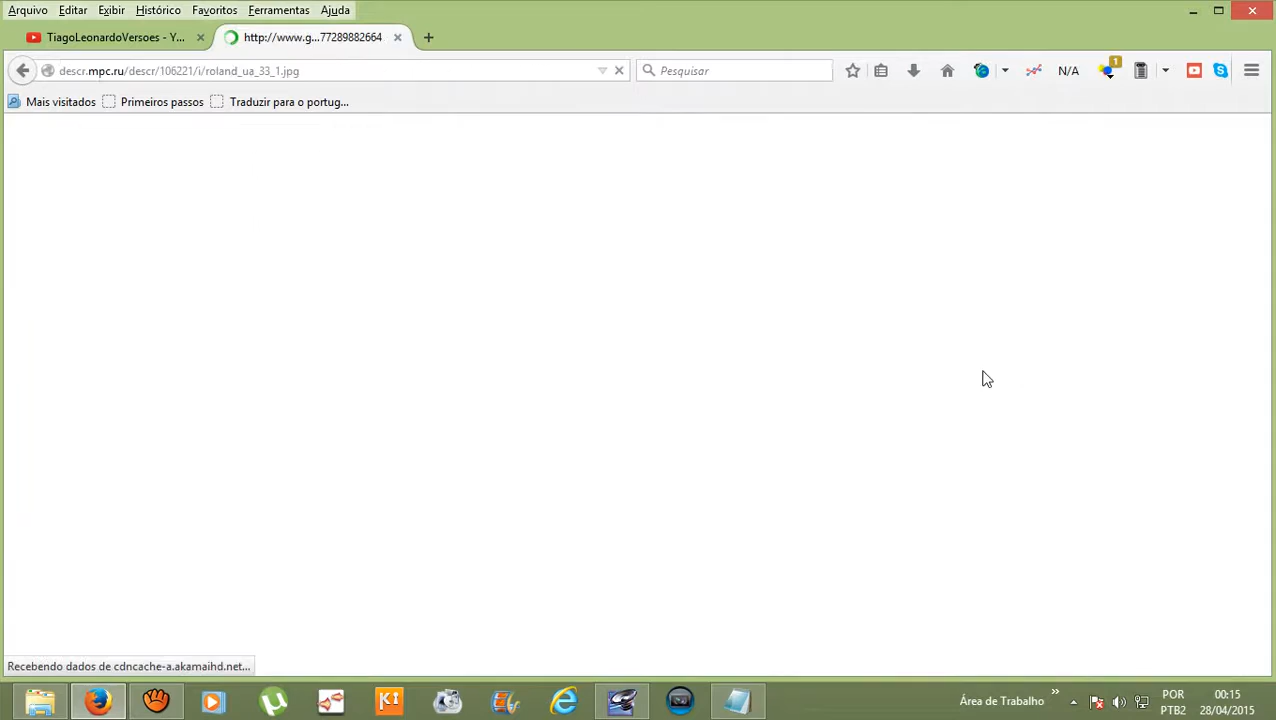 Arquivo Editar Exibir Histórico Favoritos Ferramentas Ajuda
TiagoLeonardoVersoes - Y... http://www.g...77289882664
descr.mpc.ru/descr/106221/i/roland_ua_33_1.jpg Pesquisar N/A 1
Mais visitados Primeiros passos Traduzir para o portug...
Recebendo dados de cdncache-a.akamaihd.net...
KI Área de Trabalho » POR 00:15
PTB2 28/04/2015